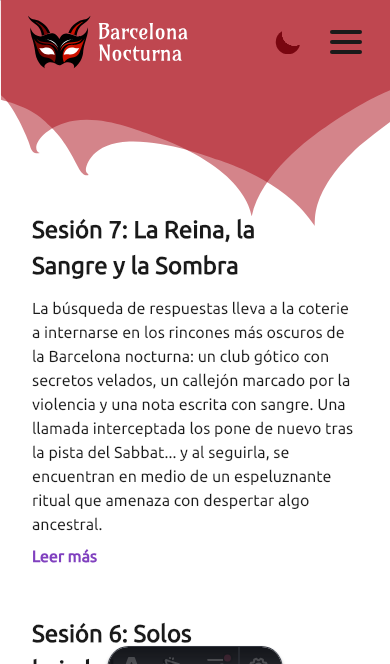 Barcelona
Nocturna
Sesión 7: La Reina, la
Sangre y la Sombra
La búsqueda de respuestas lleva a la coterie
a internarse en los rincones más oscuros de
la Barcelona nocturna: un club gótico con
secretos velados, un callejón marcado por la
violencia y una nota escrita con sangre. Una
llamada interceptada los pone de nuevo tras
la pista del Sabbat... y al seguirla, se
encuentran en medio de un espeluznante
ritual que amenaza con despertar algo
ancestral.
Leer más
Sesión 6: Solos